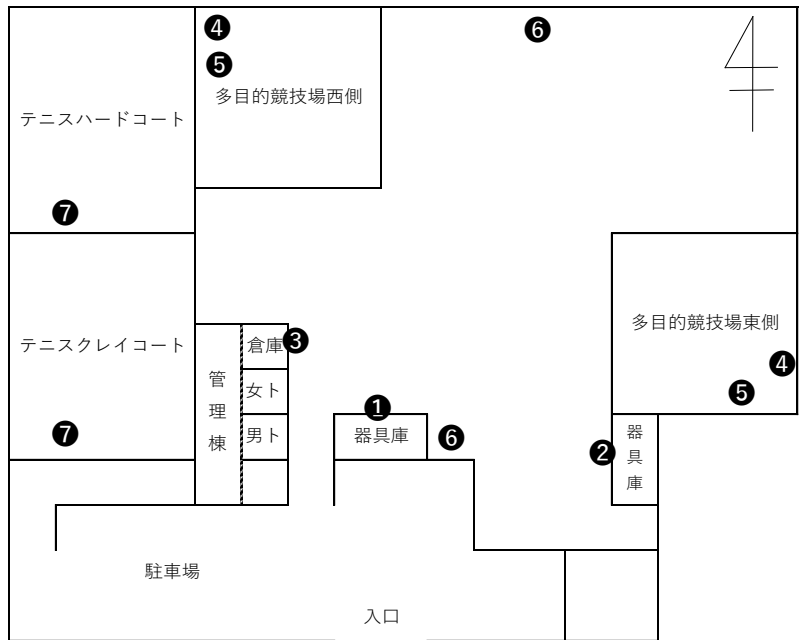 ❹
❻
❺
多目的競技場西側
テニスハードコート
❼
多目的競技場東側
テニスクレイコート
倉庫
❸
❹
管理棟
女ト
❺
❶
男ト
器具庫
❻
❼
❷
器具庫
駐車場
入口